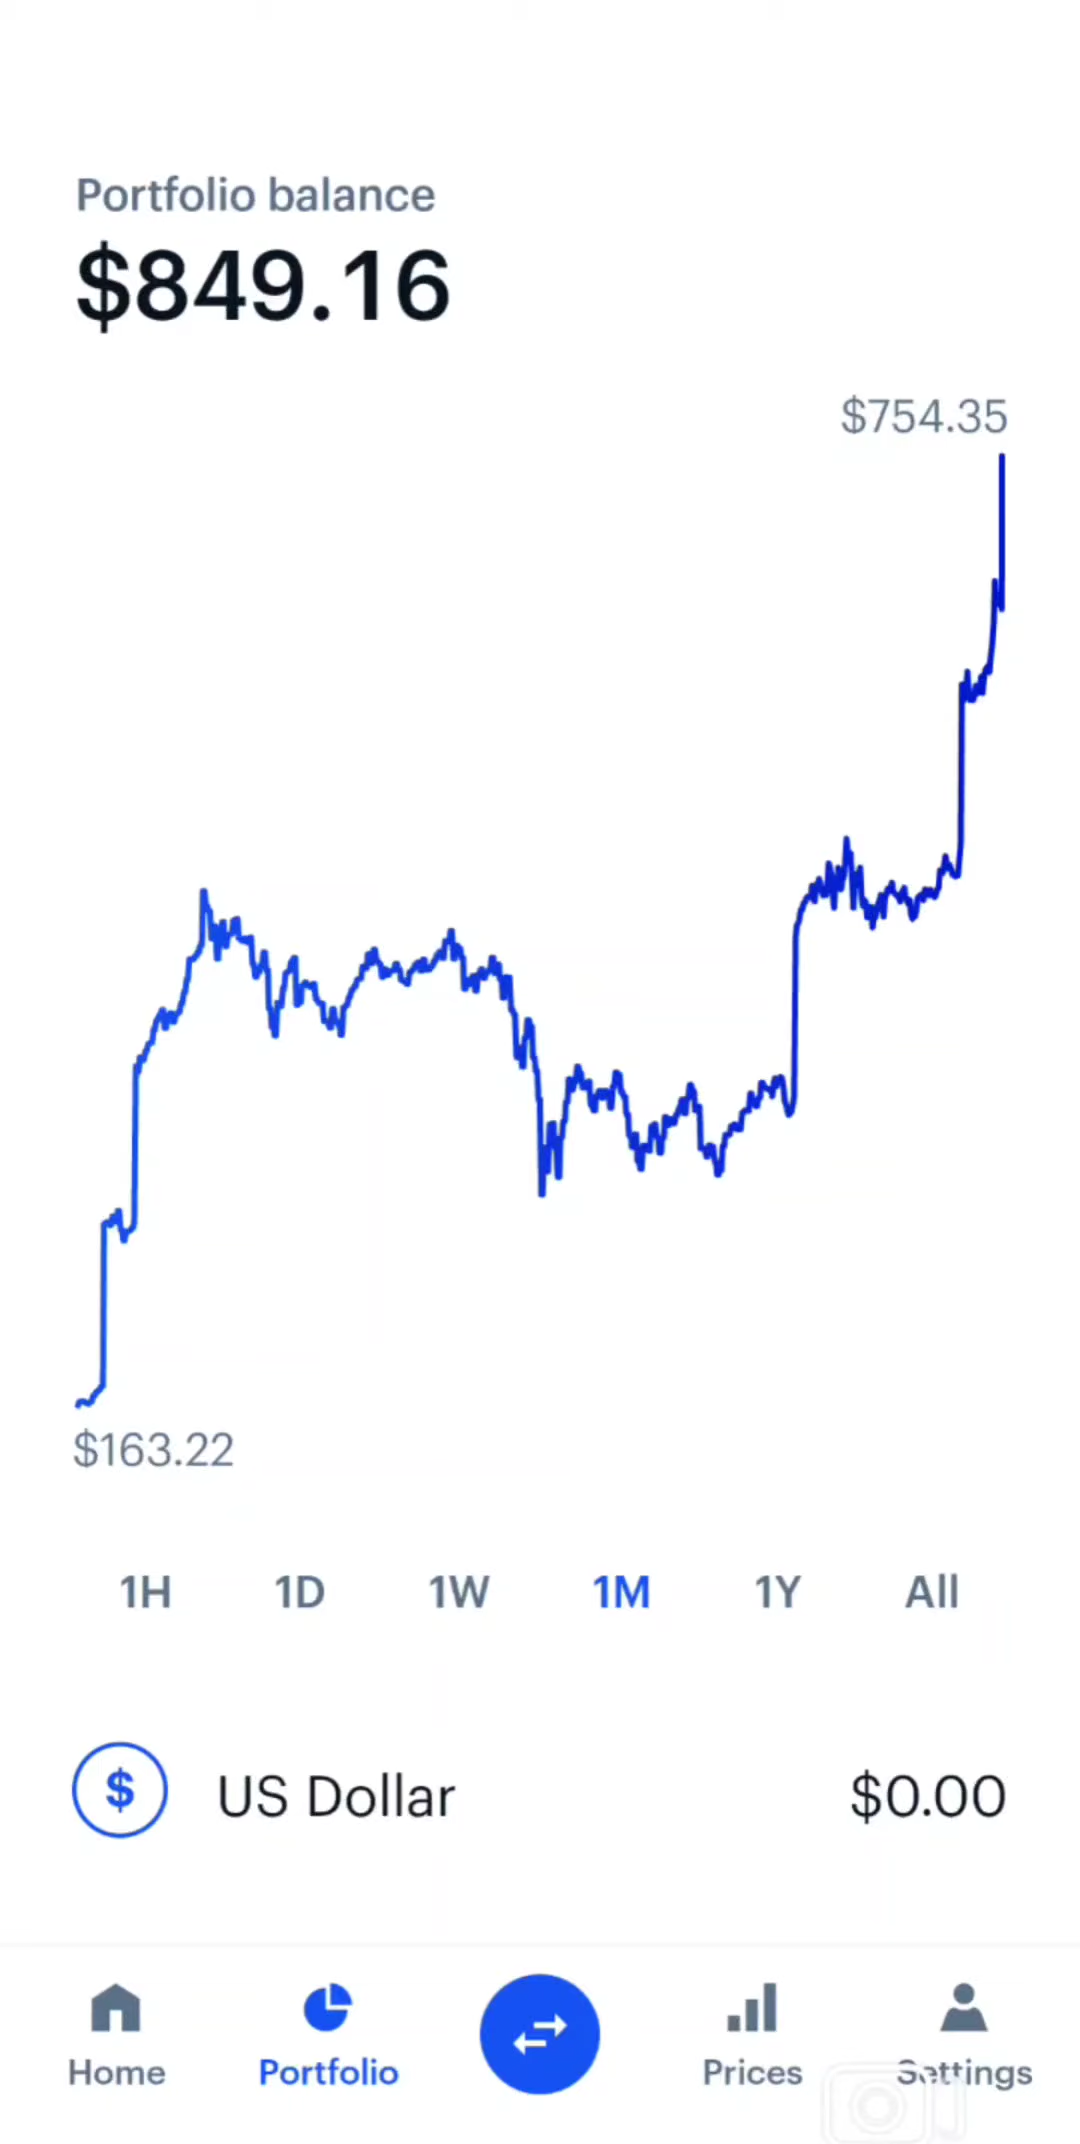 Portfolio balance
$849.16
$754.35
$163.22
1H 1D 1W 1M 1Y All
$ US Dollar $0.00
Home Portfolio Prices Settings